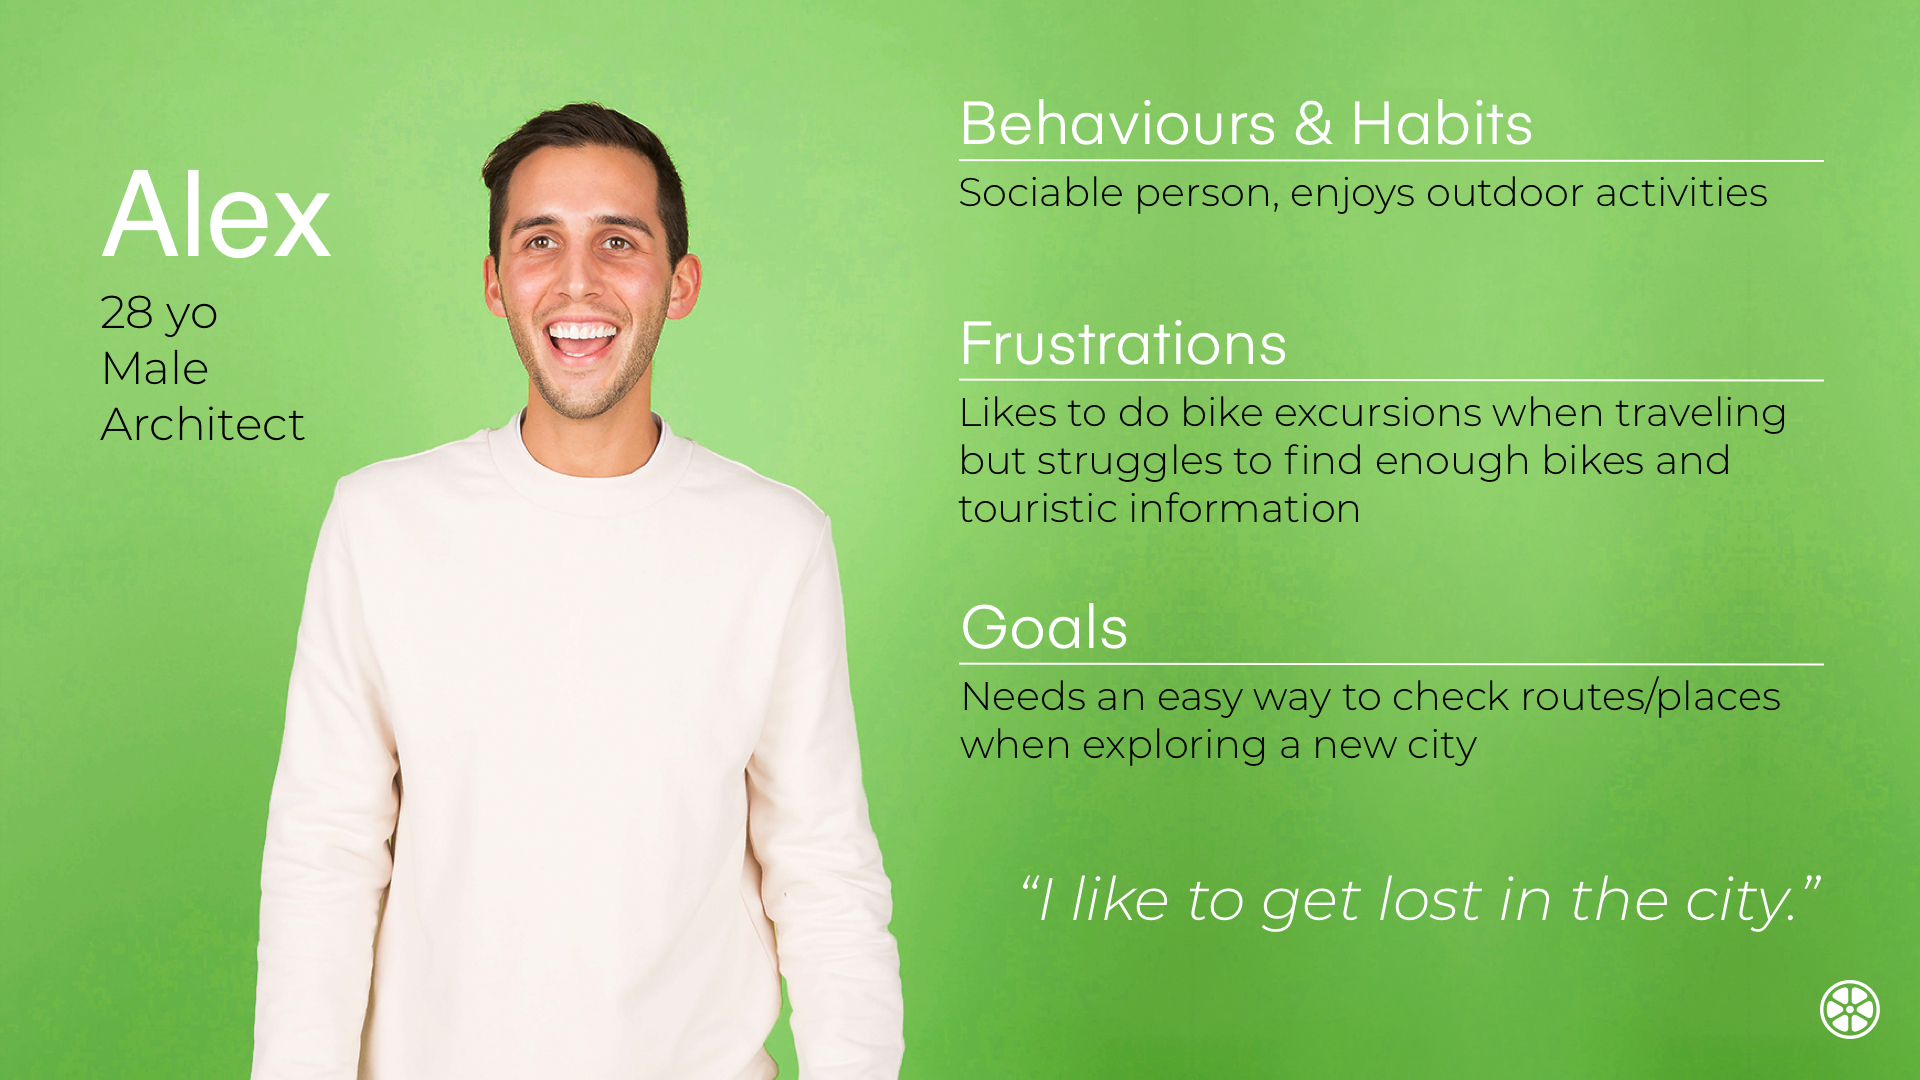 Alex
28 yo
Male
Architect
Behaviours & Habits
Sociable person, enjoys outdoor activities
Frustrations
Likes to do bike excursions when traveling
but struggles to find enough bikes and
touristic information
Goals
Needs an easy way to check routes/places
when exploring a new city
“I like to get lost in the city.”